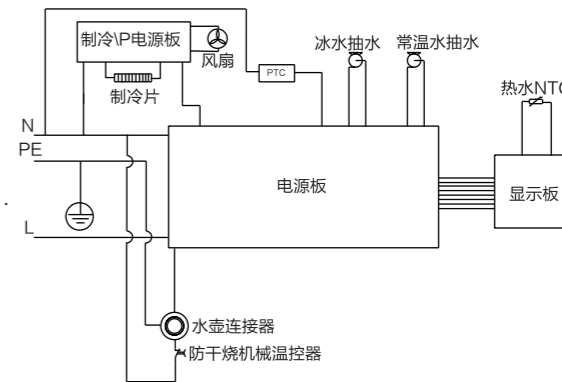 制冷\P电源板
风扇
制冷片
PTC
冰水抽水
常温水抽水
热水NTC
N
PE
L
电源板
显示板
水壶连接器
防干烧机械温控器